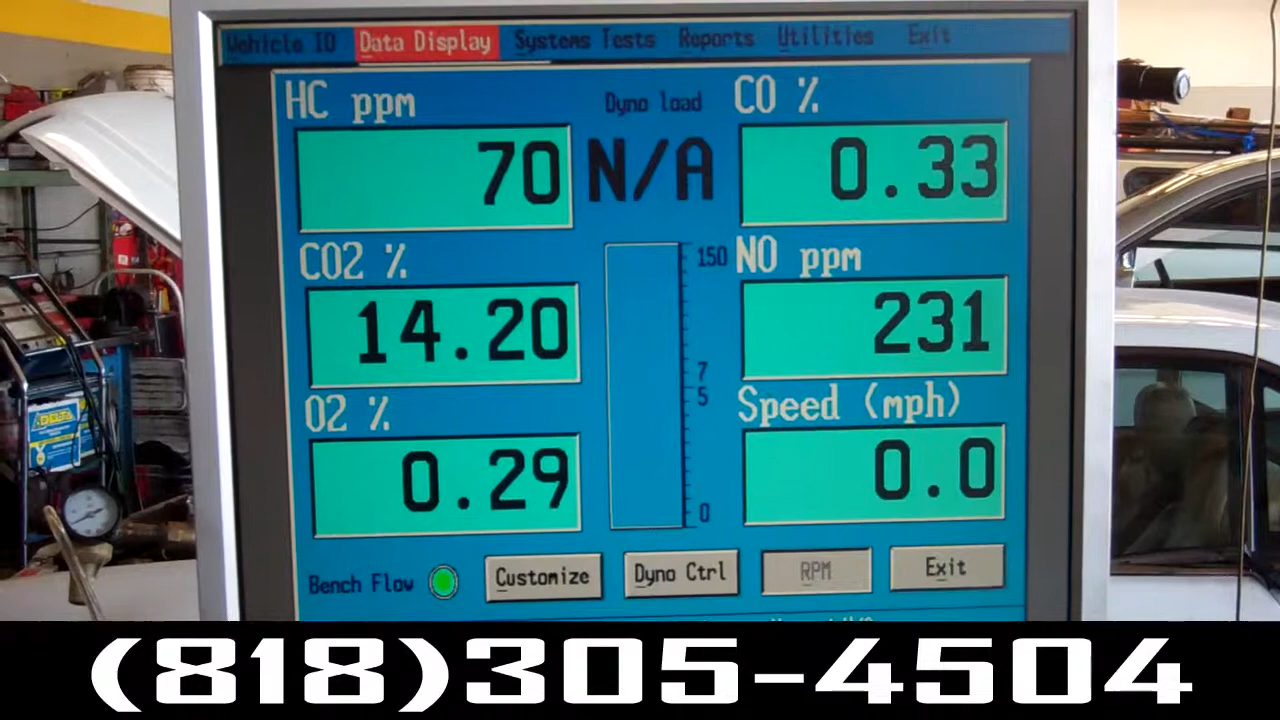 Vehicle ID Data Display Systems Tests Reports Utilities Exit
HC ppm Dyno load CO %
70 N/A 0.33
CO2 % 150 NO ppm
14.20 231
7
5
O2 % Speed (mph)
0.29 0.0
0
Bench Flow Customize Dyno Ctrl RPM Exit
(818)305-4504